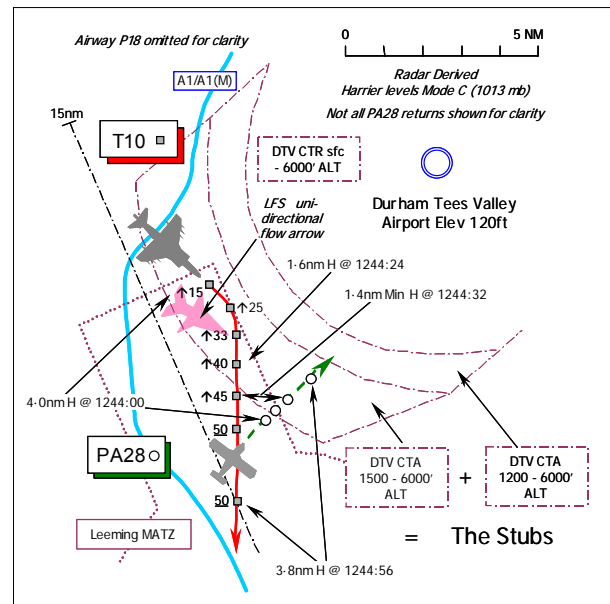 Airway P18 omitted for clarity
0
5 NM
A1/A1(M)
Radar Derived
Harrier levels Mode C (1013 mb)
Not all PA28 returns shown for clarity
15nm
T10
DTV CTR sfc
- 6000' ALT
Durham Tees Valley
Airport Elev 120ft
LFS uni-
directional
flow arrow
1·6nm H @ 1244:24
1·4nm Min H @ 1244:32
↑15
↑25
↑33
↑40
↑45
4·0nm H @ 1244:00
50
PA28
DTV CTA
1500 - 6000'
ALT
+
DTV CTA
1200 - 6000'
ALT
50
Leeming MATZ
= The Stubs
3·8nm H @ 1244:56